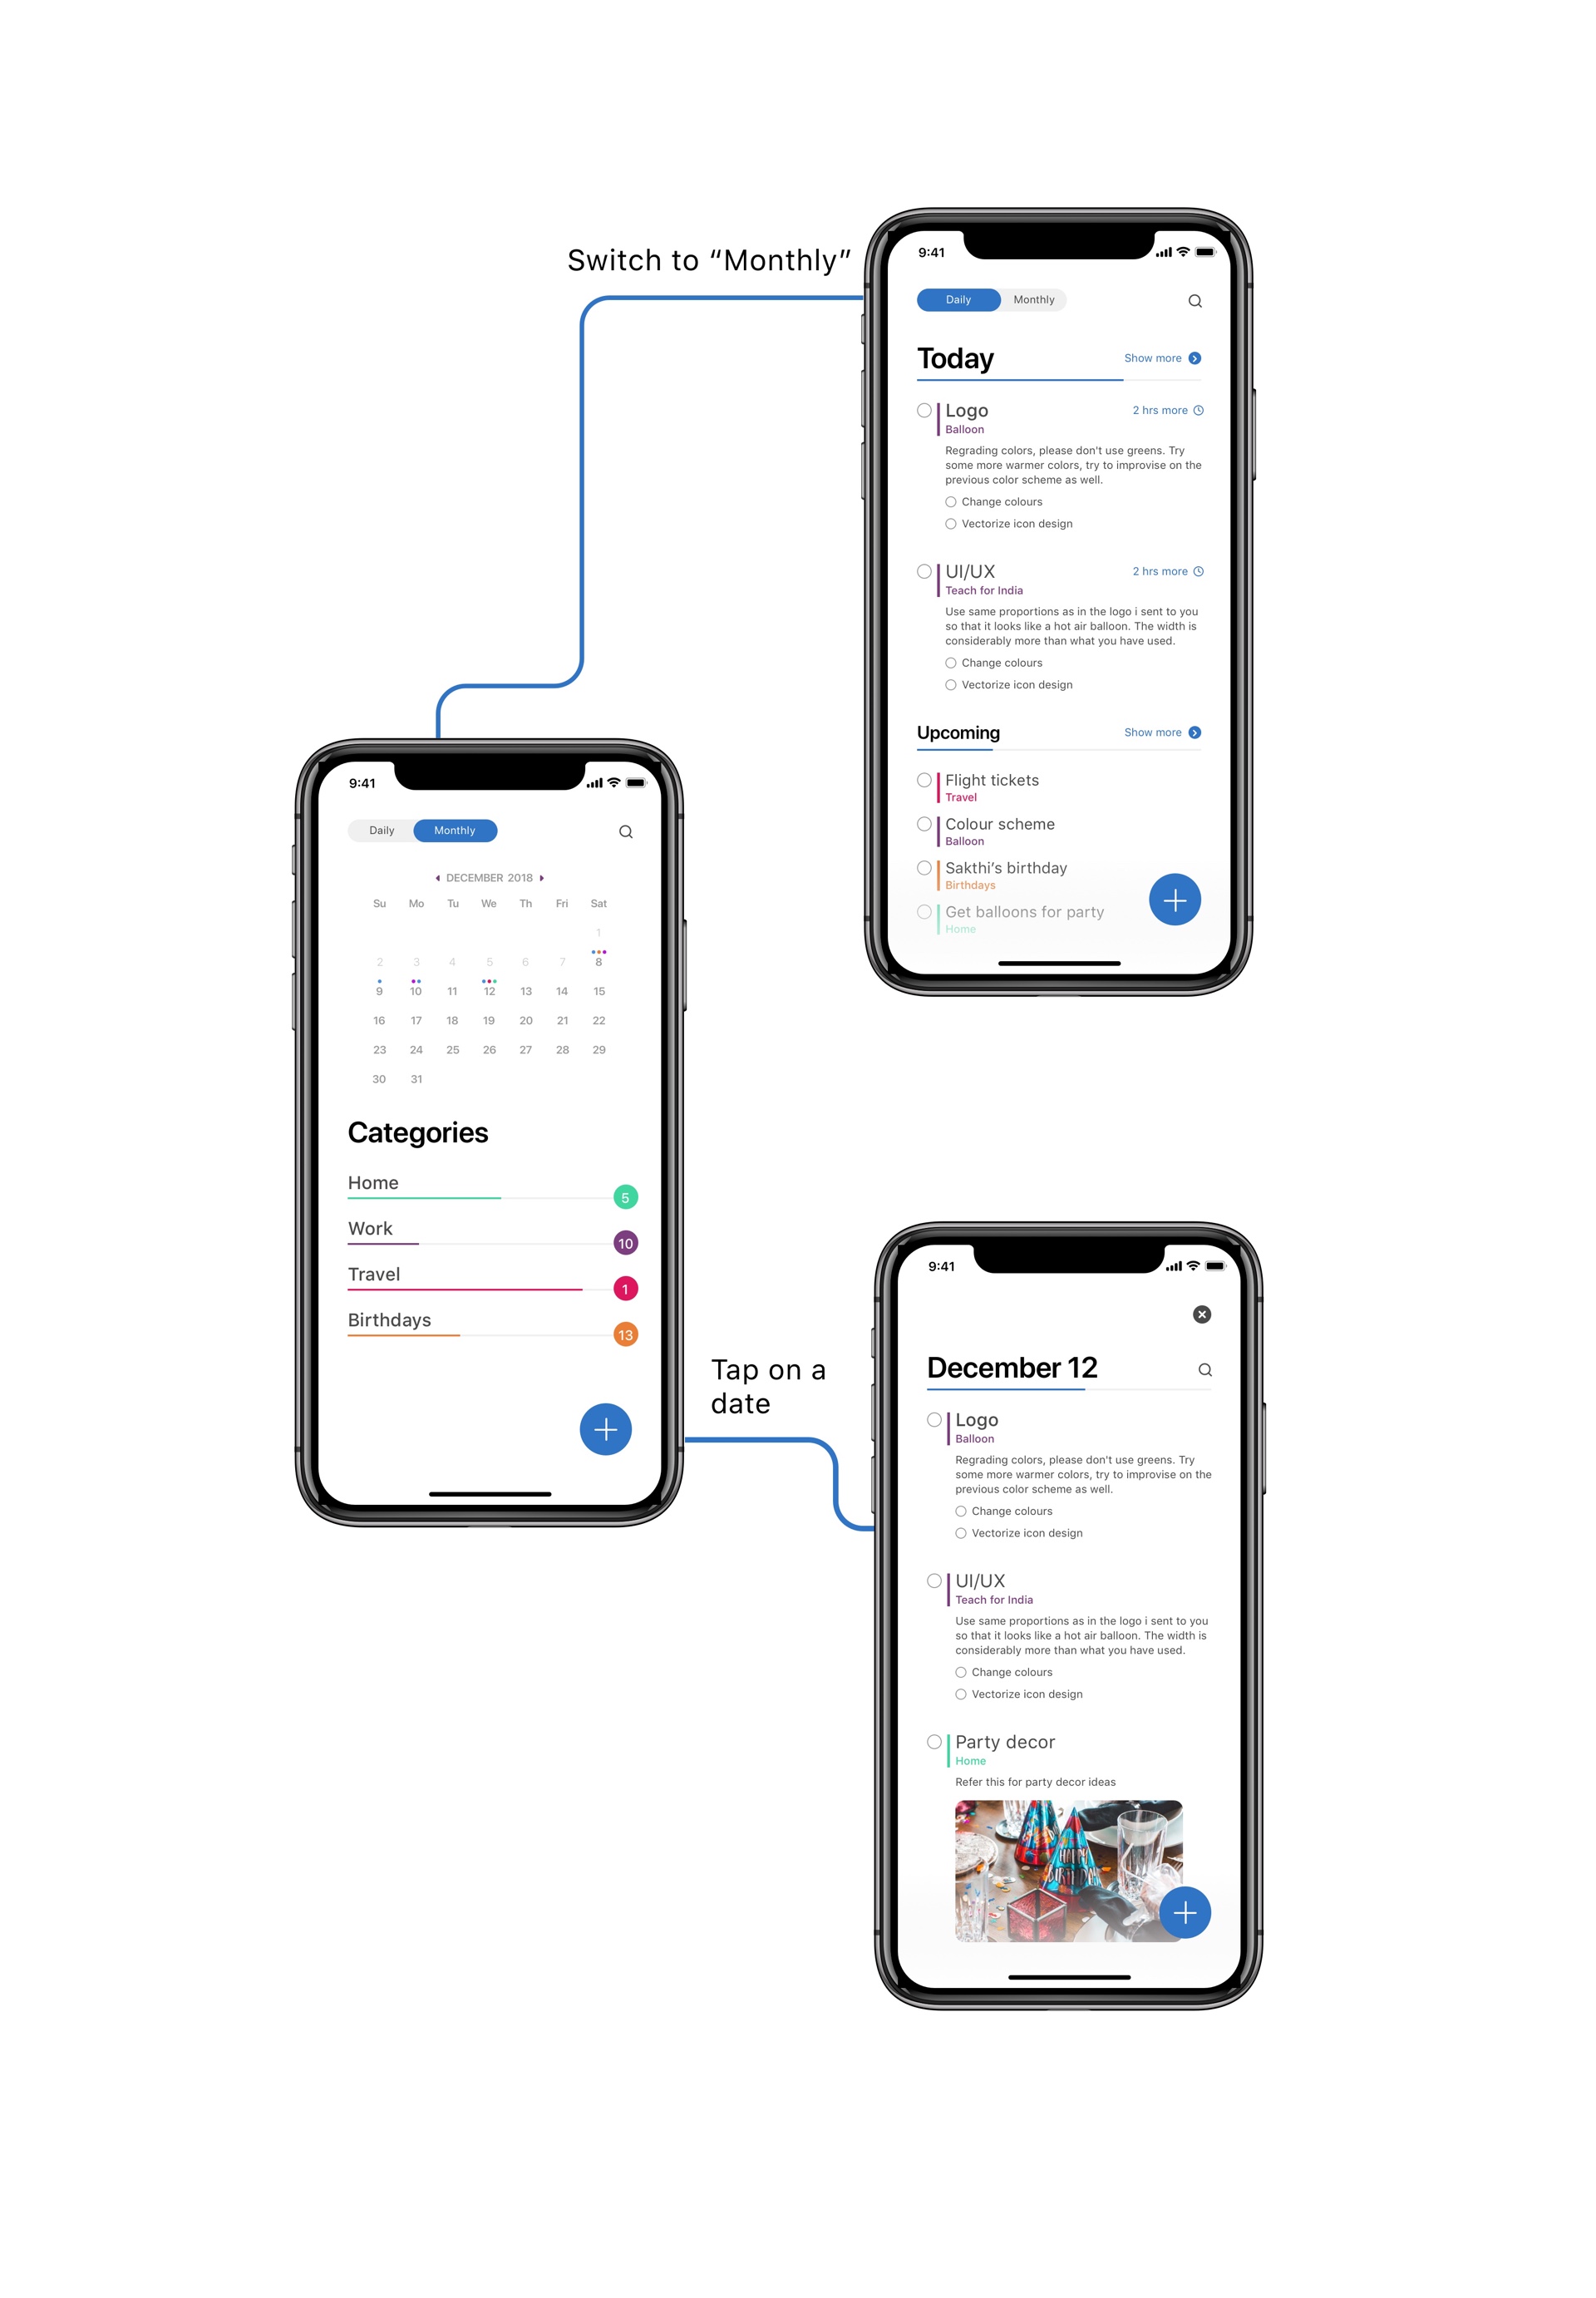 Switch to “Monthly”
9:41
Daily Monthly
Today
Show more
Logo
2 hrs more
Balloon
Regrading colors, please don't use greens. Try
some more warmer colors, try to improvise on the
previous color scheme as well.
Change colours
Vectorize icon design
UI/UX
2 hrs more
Teach for India
Use same proportions as in the logo i sent to you
so that it looks like a hot air balloon. The width is
considerably more than what you have used.
Change colours
Vectorize icon design
Upcoming
Show more
Flight tickets
Travel
Colour scheme
Balloon
Sakthi’s birthday
Birthdays
Get balloons for party
Home
9:41
Daily Monthly
DECEMBER 2018
Su Mo Tu We Th Fri Sat
1
2 3 4 5 6 7 8
9 10 11 12 13 14 15
16 17 18 19 20 21 22
23 24 25 26 27 28 29
30 31
Categories
Home
5
Work
10
Travel
1
Birthdays
13
Tap on a
date
9:41
December 12
Logo
Balloon
Regrading colors, please don't use greens. Try
some more warmer colors, try to improvise on the
previous color scheme as well.
Change colours
Vectorize icon design
UI/UX
Teach for India
Use same proportions as in the logo i sent to you
so that it looks like a hot air balloon. The width is
considerably more than what you have used.
Change colours
Vectorize icon design
Party decor
Home
Refer this for party decor ideas
HAPPY
BIRTHDAY